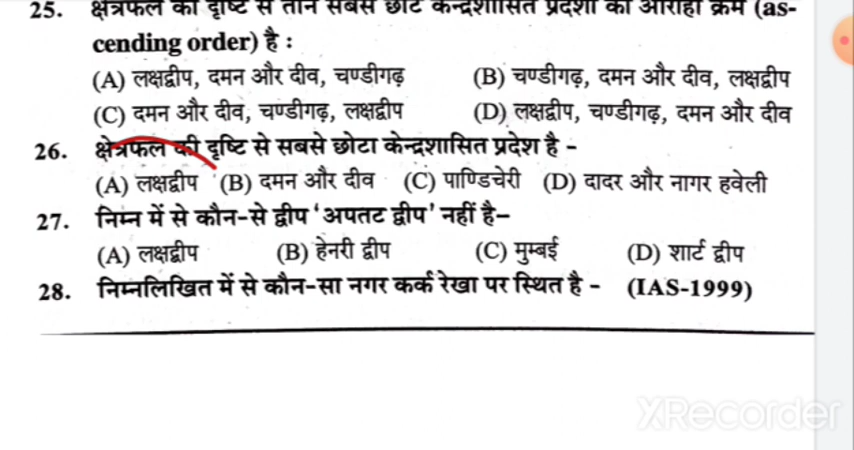 25. क्षेत्रफल की दृष्टि से तीन सबसे छोटे केन्द्रशासित प्रदेशों का आरोही क्रम (as-
cending order) है :
(A) लक्षद्वीप, दमन और दीव, चण्डीगढ़ (B) चण्डीगढ़, दमन और दीव, लक्षद्वीप
(C) दमन और दीव, चण्डीगढ़, लक्षद्वीप (D) लक्षद्वीप, चण्डीगढ़, दमन और दीव
26. क्षेत्रफल की दृष्टि से सबसे छोटा केन्द्रशासित प्रदेश है -
(A) लक्षद्वीप (B) दमन और दीव (C) पाण्डिचेरी (D) दादर और नागर हवेली
27. निम्न में से कौन-से द्वीप 'अपतट द्वीप' नहीं है–
(A) लक्षद्वीप (B) हेनरी द्वीप (C) मुम्बई (D) शार्ट द्वीप
28. निम्नलिखित में से कौन-सा नगर कर्क रेखा पर स्थित है - (IAS-1999)
XRecorder